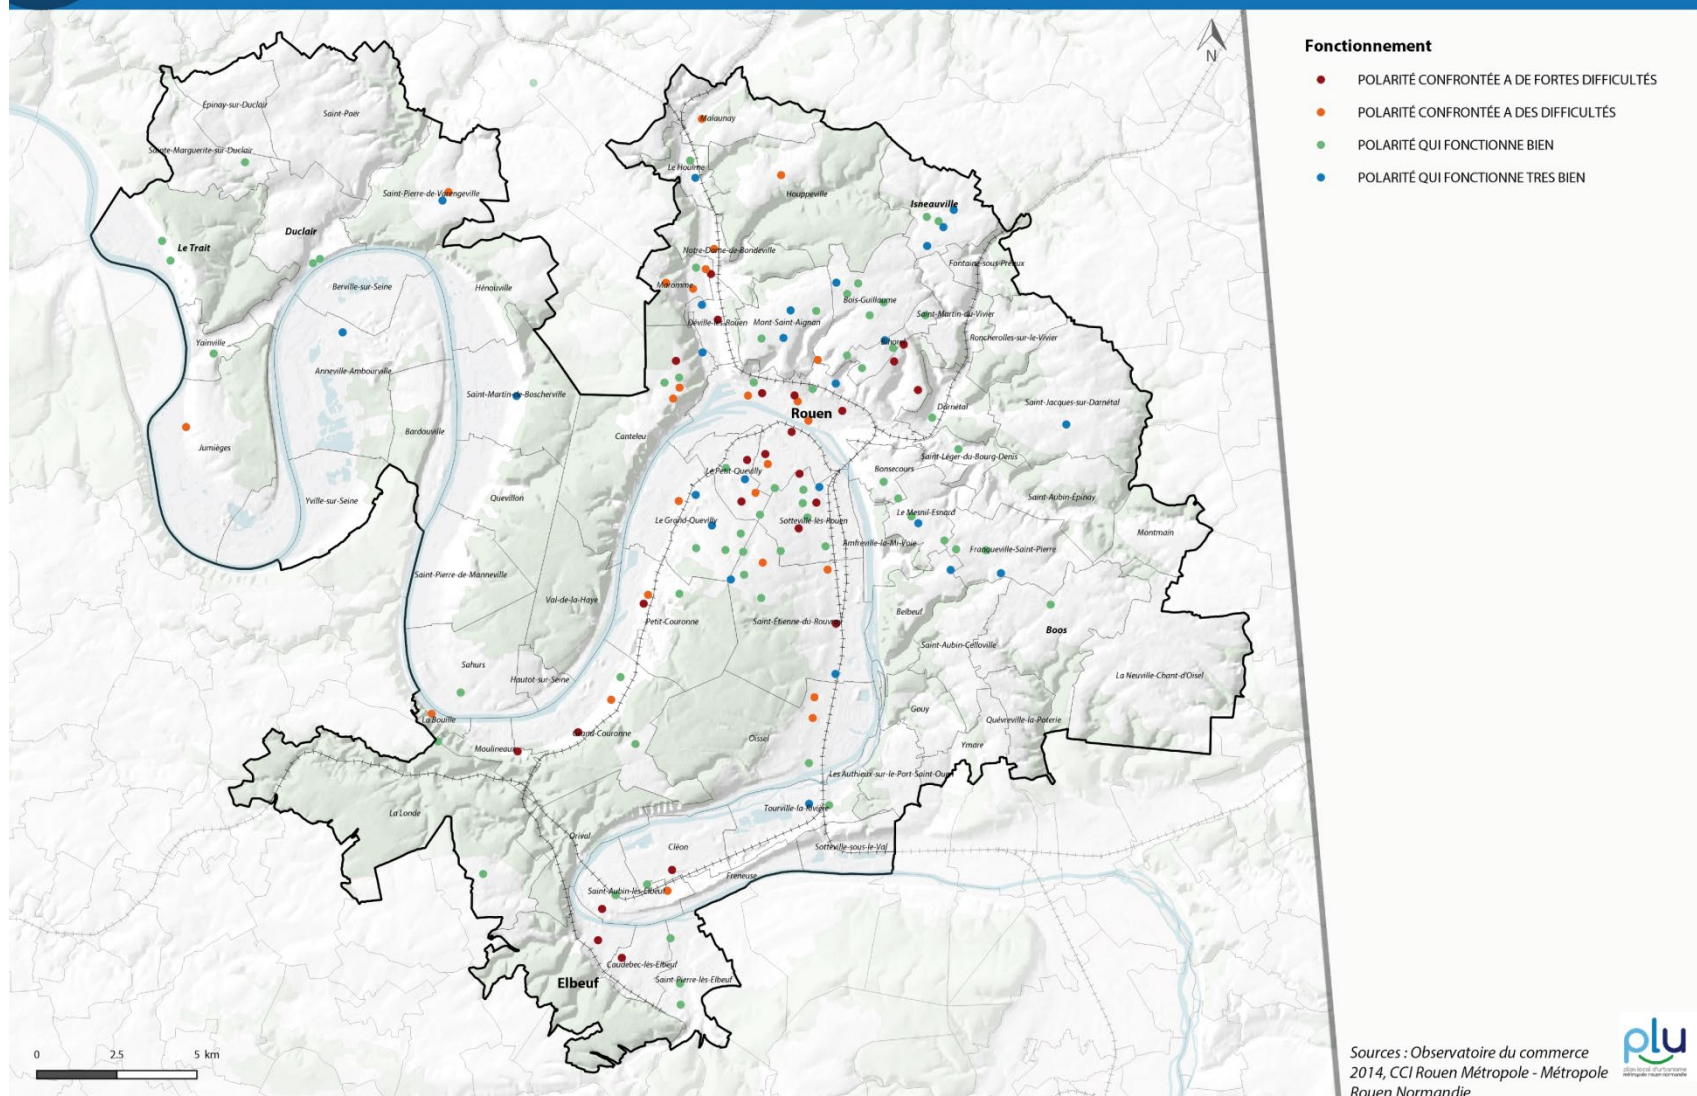 Fonctionnement
POLARITÉ CONFRONTÉE A DE FORTES DIFFICULTÉS
POLARITÉ CONFRONTÉE A DES DIFFICULTÉS
POLARITÉ QUI FONCTIONNE BIEN
POLARITÉ QUI FONCTIONNE TRES BIEN
N
Epinay-sur-Duclair
Saint-Paër
Sainte-Marguerite-sur-Duclair
Saint-Pierre-de-Varengeville
Le Trait
Duclair
Berville-sur-Seine
Hénouville
Yainville
Anneville-Ambourville
Saint-Martin-de-Boscherville
Jumièges
Bardouville
Yville-sur-Seine
Quevillon
Saint-Pierre-de-Manneville
Val-de-la-Haye
Sahurs
Hautot-sur-Seine
La Bouille
Moulineaux
Grand-Couronne
La Londe
Orival
Malaunay
Le Houlme
Houppeville
Isneauville
Notre-Dame-de-Bondeville
Fontaine-sous-Préaux
Maromme
Bois-Guillaume
Déville-lès-Rouen
Mont-Saint-Aignan
Saint-Martin-du-Vivier
Bihorel
Roncherolles-sur-le-Vivier
Saint-Jacques-sur-Darnétal
Darnétal
Rouen
Canteleu
Saint-Léger-du-Bourg-Denis
Bonsecours
Le Petit-Quevilly
Saint-Aubin-Epinay
Le Mesnil-Esnard
Le Grand-Quevilly
Sotteville-lès-Rouen
Montmain
Amfreville-la-Mi-Voie
Franqueville-Saint-Pierre
Petit-Couronne
Saint-Étienne-du-Rouvray
Belbeuf
Boos
Saint-Aubin-Celloville
La Neuville-Chant-d'Oisel
Gouy
Quévreville-la-Poterie
Oissel
Ymare
Les Authieux-sur-le-Port-Saint-Ouen
Tourville-la-Rivière
Cléon
Sotteville-sous-le-Val
Freneuse
Saint-Aubin-lès-Elbeuf
Caudebec-lès-Elbeuf
Saint-Pierre-lès-Elbeuf
Elbeuf
0 2.5 5 km
Sources : Observatoire du commerce
2014, CCI Rouen Métropole - Métropole
Rouen Normandie
plu
plan local d'urbanisme
métropole rouen normandie